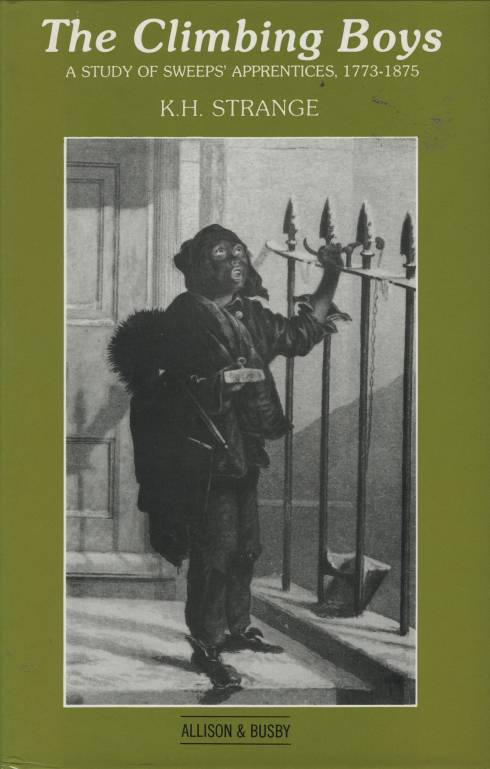 The Climbing Boys
A STUDY OF SWEEPS' APPRENTICES, 1773-1875
K.H. STRANGE
ALLISON & BUSBY